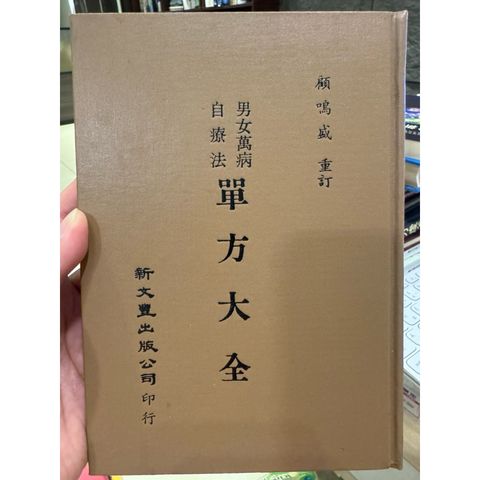 顧鳴盛 重訂
男女萬病
自療法
單方大全
新文豐出版公司印行